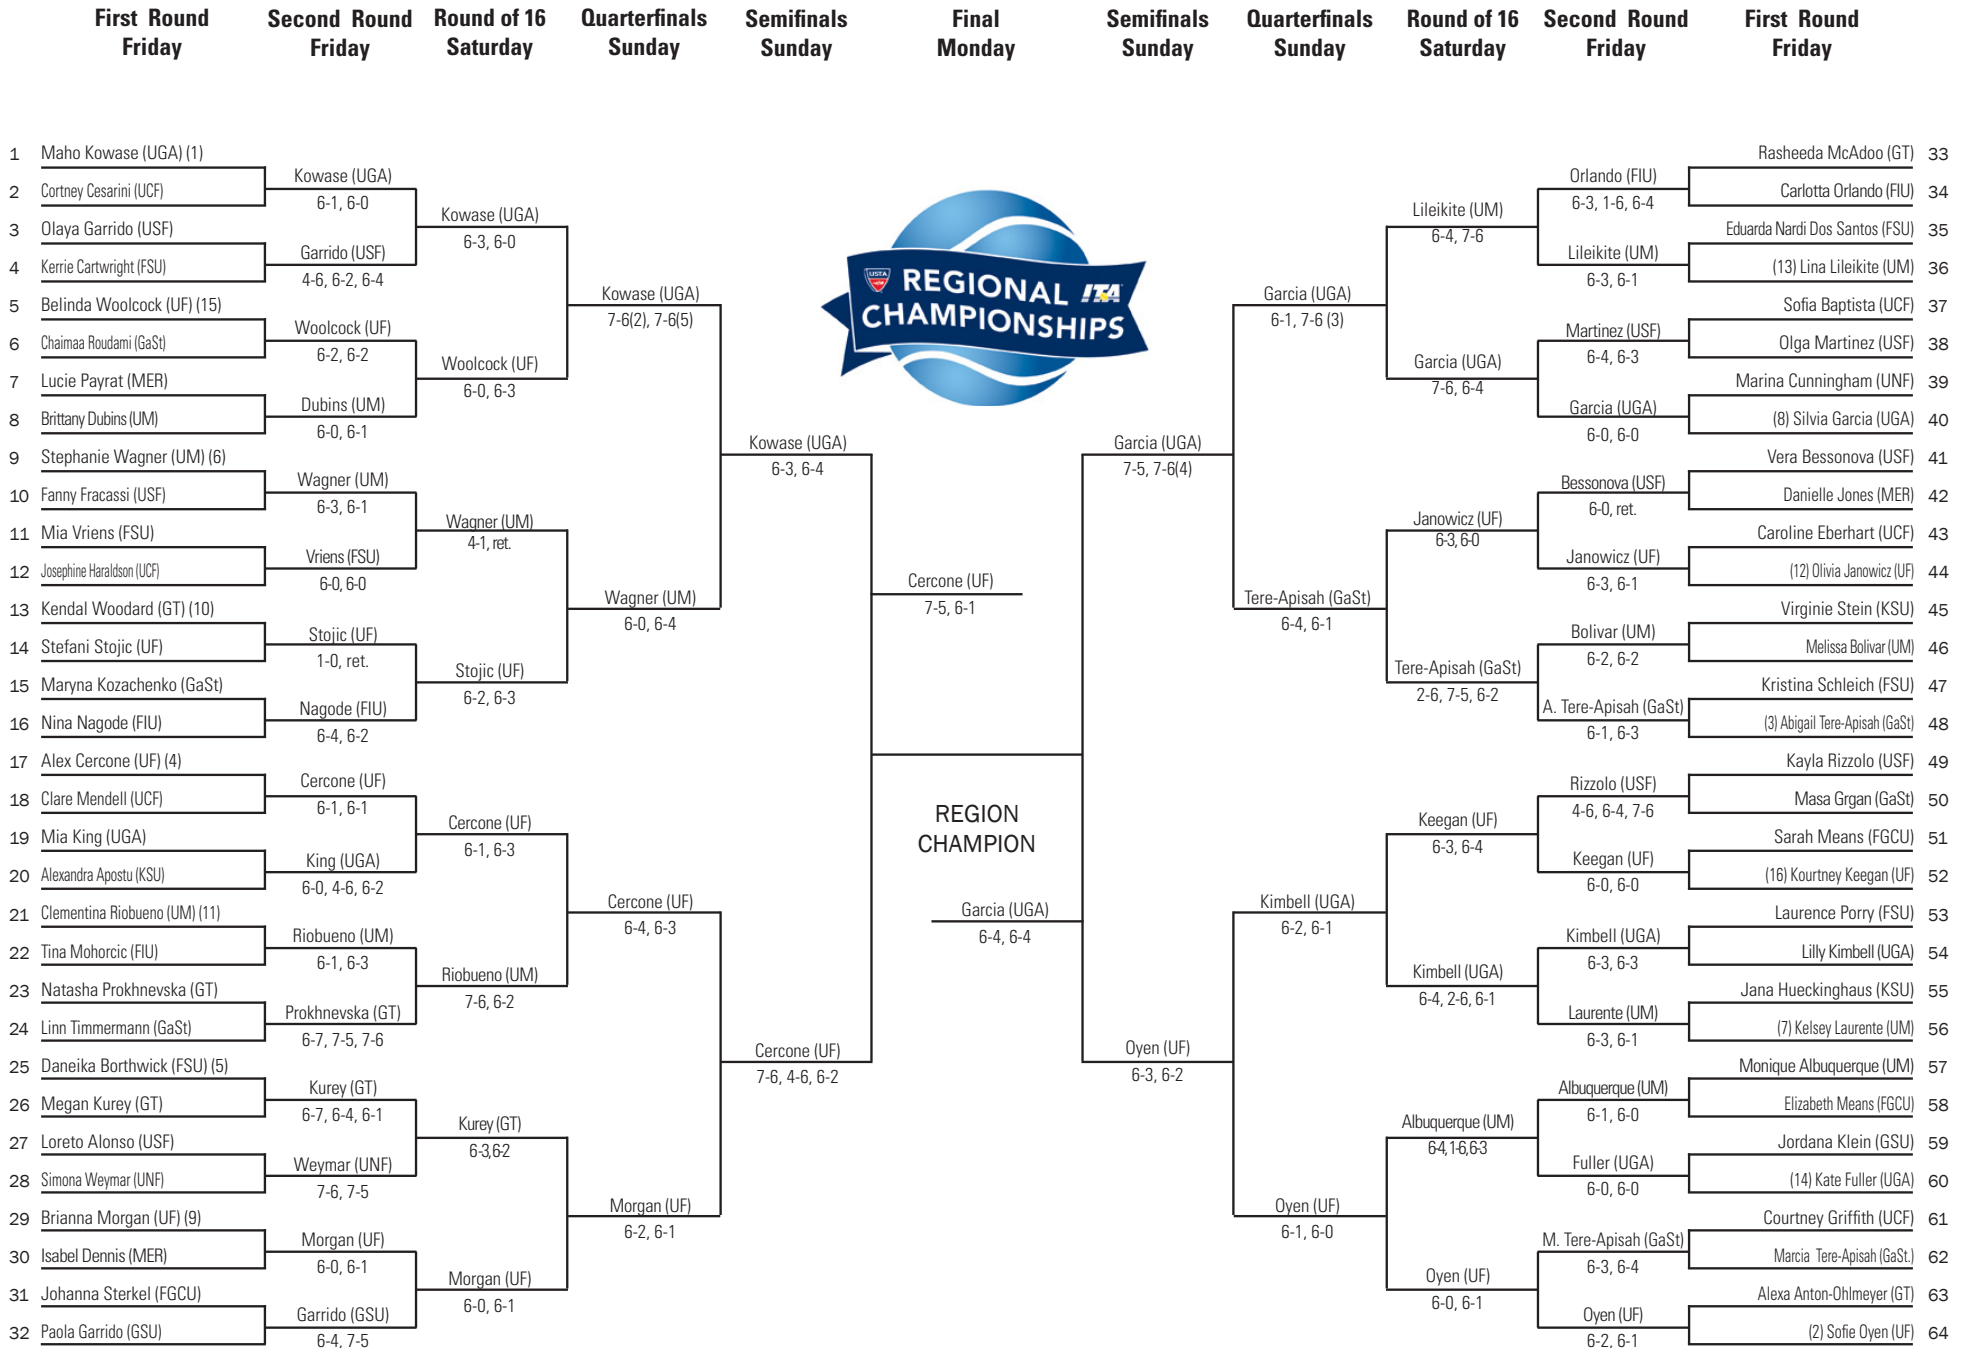 First Round Second Round Round of 16 Quarterfinals Semifinals Final Semifinals Quarterfinals Round of 16 Second Round First Round
Friday Friday Saturday Sunday Sunday Monday Sunday Sunday Saturday Friday Friday
1 Maho Kowase (UGA) (1)
Kowase (UGA)
2 Cortney Cesarini (UCF)
6-1, 6-0
Kowase (UGA)
6-3, 6-0
3 Olaya Garrido (USF)
Garrido (USF)
4 Kerrie Cartwright (FSU)
4-6, 6-2, 6-4
Kowase (UGA)
7-6(2), 7-6(5)
5 Belinda Woolcock (UF) (15)
Woolcock (UF)
6 Chaimaa Roudami (GaSt)
6-2, 6-2
Woolcock (UF)
6-0, 6-3
7 Lucie Payrat (MER)
Dubins (UM)
8 Brittany Dubins (UM)
6-0, 6-1
Kowase (UGA)
6-3, 6-4
9 Stephanie Wagner (UM) (6)
Wagner (UM)
10 Fanny Fracassi (USF)
6-3, 6-1
Wagner (UM)
4-1, ret.
11 Mia Vriens (FSU)
Vriens (FSU)
12 Josephine Haraldson (UCF)
6-0, 6-0
Wagner (UM)
6-0, 6-4
13 Kendal Woodard (GT) (10)
Stojic (UF)
14 Stefani Stojic (UF)
1-0, ret.
Stojic (UF)
6-2, 6-3
15 Maryna Kozachenko (GaSt)
Nagode (FIU)
16 Nina Nagode (FIU)
6-4, 6-2
Cercone (UF)
7-5, 6-1
17 Alex Cercone (UF) (4)
Cercone (UF)
18 Clare Mendell (UCF)
6-1, 6-1
Cercone (UF)
6-1, 6-3
19 Mia King (UGA)
King (UGA)
20 Alexandra Apostu (KSU)
6-0, 4-6, 6-2
Cercone (UF)
6-4, 6-3
21 Clementina Riobueno (UM) (11)
Riobueno (UM)
22 Tina Mohorcic (FIU)
6-1, 6-3
Riobueno (UM)
7-6, 6-2
23 Natasha Prokhnevska (GT)
Prokhnevska (GT)
24 Linn Timmermann (GaSt)
6-7, 7-5, 7-6
Cercone (UF)
7-6, 4-6, 6-2
25 Daneika Borthwick (FSU) (5)
Kurey (GT)
26 Megan Kurey (GT)
6-7, 6-4, 6-1
Kurey (GT)
6-3,6-2
27 Loreto Alonso (USF)
Weymar (UNF)
28 Simona Weymar (UNF)
7-6, 7-5
Morgan (UF)
6-2, 6-1
29 Brianna Morgan (UF) (9)
Morgan (UF)
30 Isabel Dennis (MER)
6-0, 6-1
Morgan (UF)
6-0, 6-1
31 Johanna Sterkel (FGCU)
Garrido (GSU)
32 Paola Garrido (GSU)
6-4, 7-5
USTA REGIONAL ITA
CHAMPIONSHIPS
REGION
CHAMPION
Garcia (UGA)
6-4, 6-4
Rasheeda McAdoo (GT) 33
Orlando (FIU)
Carlotta Orlando (FIU) 34
6-3, 1-6, 6-4
Lileikite (UM)
6-4, 7-6
Eduarda Nardi Dos Santos (FSU) 35
Lileikite (UM)
(13) Lina Lileikite (UM) 36
6-3, 6-1
Garcia (UGA)
6-1, 7-6 (3)
Sofia Baptista (UCF) 37
Martinez (USF)
Olga Martinez (USF) 38
6-4, 6-3
Garcia (UGA)
7-6, 6-4
Marina Cunningham (UNF) 39
Garcia (UGA)
(8) Silvia Garcia (UGA) 40
6-0, 6-0
Garcia (UGA)
7-5, 7-6(4)
Vera Bessonova (USF) 41
Bessonova (USF)
Danielle Jones (MER) 42
6-0, ret.
Janowicz (UF)
6-3, 6-0
Caroline Eberhart (UCF) 43
Janowicz (UF)
(12) Olivia Janowicz (UF) 44
6-3, 6-1
Tere-Apisah (GaSt)
6-4, 6-1
Virginie Stein (KSU) 45
Bolivar (UM)
Melissa Bolivar (UM) 46
6-2, 6-2
Tere-Apisah (GaSt)
2-6, 7-5, 6-2
Kristina Schleich (FSU) 47
A. Tere-Apisah (GaSt)
(3) Abigail Tere-Apisah (GaSt) 48
6-1, 6-3
Kayla Rizzolo (USF) 49
Rizzolo (USF)
Masa Grgan (GaSt) 50
4-6, 6-4, 7-6
Keegan (UF)
6-3, 6-4
Sarah Means (FGCU) 51
Keegan (UF)
(16) Kourtney Keegan (UF) 52
6-0, 6-0
Kimbell (UGA)
6-2, 6-1
Laurence Porry (FSU) 53
Kimbell (UGA)
Lilly Kimbell (UGA) 54
6-3, 6-3
Kimbell (UGA)
6-4, 2-6, 6-1
Jana Hueckinghaus (KSU) 55
Laurente (UM)
(7) Kelsey Laurente (UM) 56
6-3, 6-1
Oyen (UF)
6-3, 6-2
Monique Albuquerque (UM) 57
Albuquerque (UM)
Elizabeth Means (FGCU) 58
6-1, 6-0
Albuquerque (UM)
6-4,1-6,6-3
Jordana Klein (GSU) 59
Fuller (UGA)
(14) Kate Fuller (UGA) 60
6-0, 6-0
Oyen (UF)
6-1, 6-0
Courtney Griffith (UCF) 61
M. Tere-Apisah (GaSt)
Marcia Tere-Apisah (GaSt.) 62
6-3, 6-4
Oyen (UF)
6-0, 6-1
Alexa Anton-Ohlmeyer (GT) 63
Oyen (UF)
(2) Sofie Oyen (UF) 64
6-2, 6-1